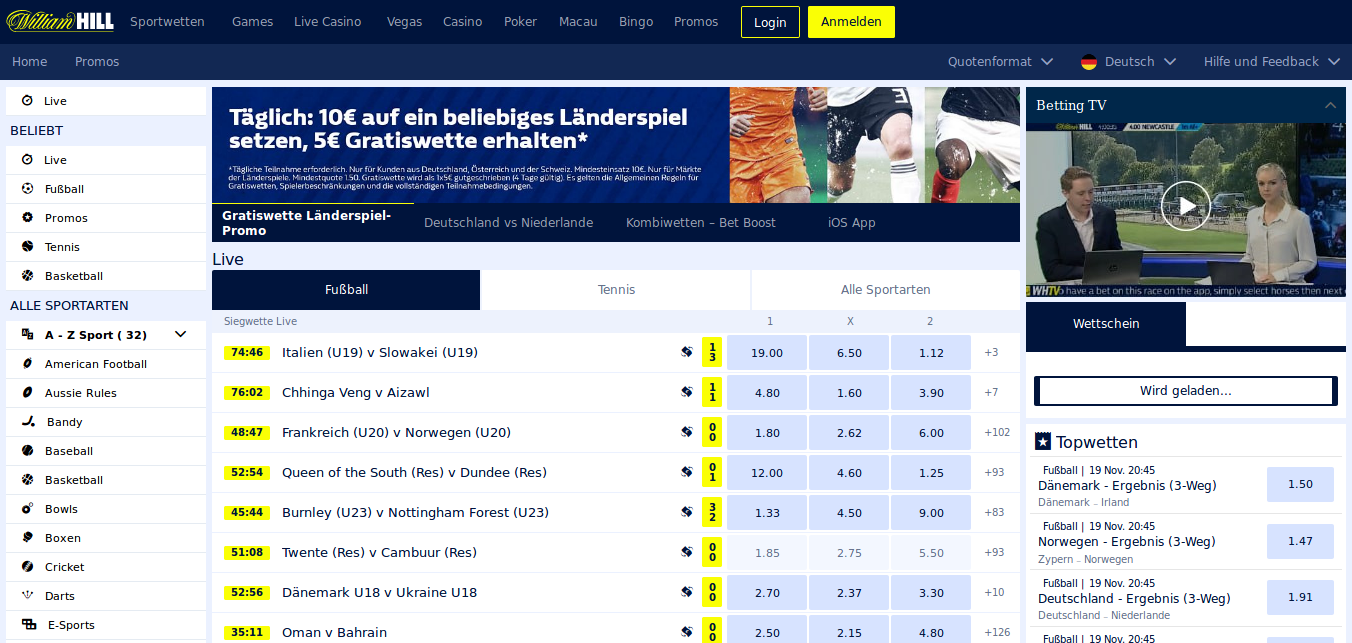 William HILL
Sportwetten Games Live Casino Vegas Casino Poker Macau Bingo Promos Login Anmelden
Home Promos Quotenformat Deutsch Hilfe und Feedback
Live
BELIEBT
Live
Fußball
Promos
Tennis
Basketball
ALLE SPORTARTEN
A - Z Sport ( 32)
American Football
Aussie Rules
Bandy
Baseball
Basketball
Bowls
Boxen
Cricket
Darts
E-Sports
Täglich: 10€ auf ein beliebiges Länderspiel
setzen, 5€ Gratiswette erhalten*
*Tägliche Teilnahme erforderlich. Nur für Kunden aus Deutschland, Österreich und der Schweiz. Mindesteinsatz 10€. Nur für Märkte
der Länderspiele. Mindestquote 1.50. Gratiswette wird als 1x5€ gutgeschrieben (4 Tage gültig). Es gelten die Allgemeinen Regeln für
Gratiswetten, Spielerbeschränkungen und die vollständigen Teilnahmebedingungen.
3
Gratiswette Länderspiel-
Promo
Deutschland vs Niederlande Kombiwetten – Bet Boost iOS App
Live
Fußball Tennis Alle Sportarten
Siegwette Live 1 X 2
74:46 Italien (U19) v Slowakei (U19) 1 3 19.00 6.50 1.12 +3
76:02 Chhinga Veng v Aizawl 1 1 4.80 1.60 3.90 +7
48:47 Frankreich (U20) v Norwegen (U20) 0 0 1.80 2.62 6.00 +102
52:54 Queen of the South (Res) v Dundee (Res) 0 1 12.00 4.60 1.25 +93
45:44 Burnley (U23) v Nottingham Forest (U23) 3 2 1.33 4.50 9.00 +83
51:08 Twente (Res) v Cambuur (Res) 0 0 1.85 2.75 5.50 +93
52:56 Dänemark U18 v Ukraine U18 0 0 2.70 2.37 3.30 +10
35:11 Oman v Bahrain 0 0 2.50 2.15 4.80 +126
Betting TV
HILL 4.00 NEWCASTLE
WHTV o have a bet on this race on the app, simply select horses then next
Wettschein
Wird geladen...
Topwetten
Fußball | 19 Nov. 20:45
Dänemark - Ergebnis (3-Weg) 1.50
Dänemark – Irland
Fußball | 19 Nov. 20:45
Norwegen - Ergebnis (3-Weg) 1.47
Zypern – Norwegen
Fußball | 19 Nov. 20:45
Deutschland - Ergebnis (3-Weg) 1.91
Deutschland – Niederlande
Fußball | 19 Nov. 20:45